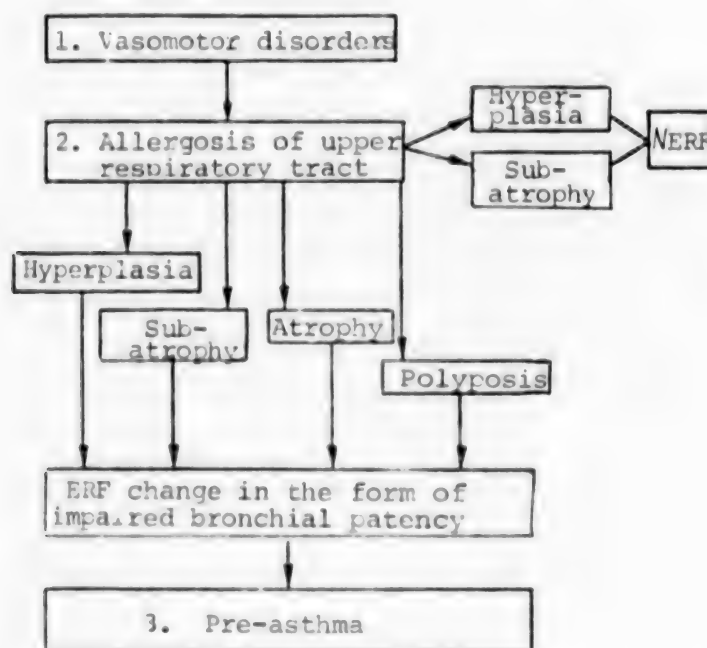 1. Vasomotor disorders
2. Allergosis of upper
respiratory tract
Hyper-
plasia
Sub-
atrophy
NERF
Hyperplasia
Sub-
atrophy
Atrophy
Polyposis
ERF change in the form of
impaired bronchial patency
3. Pre-asthma